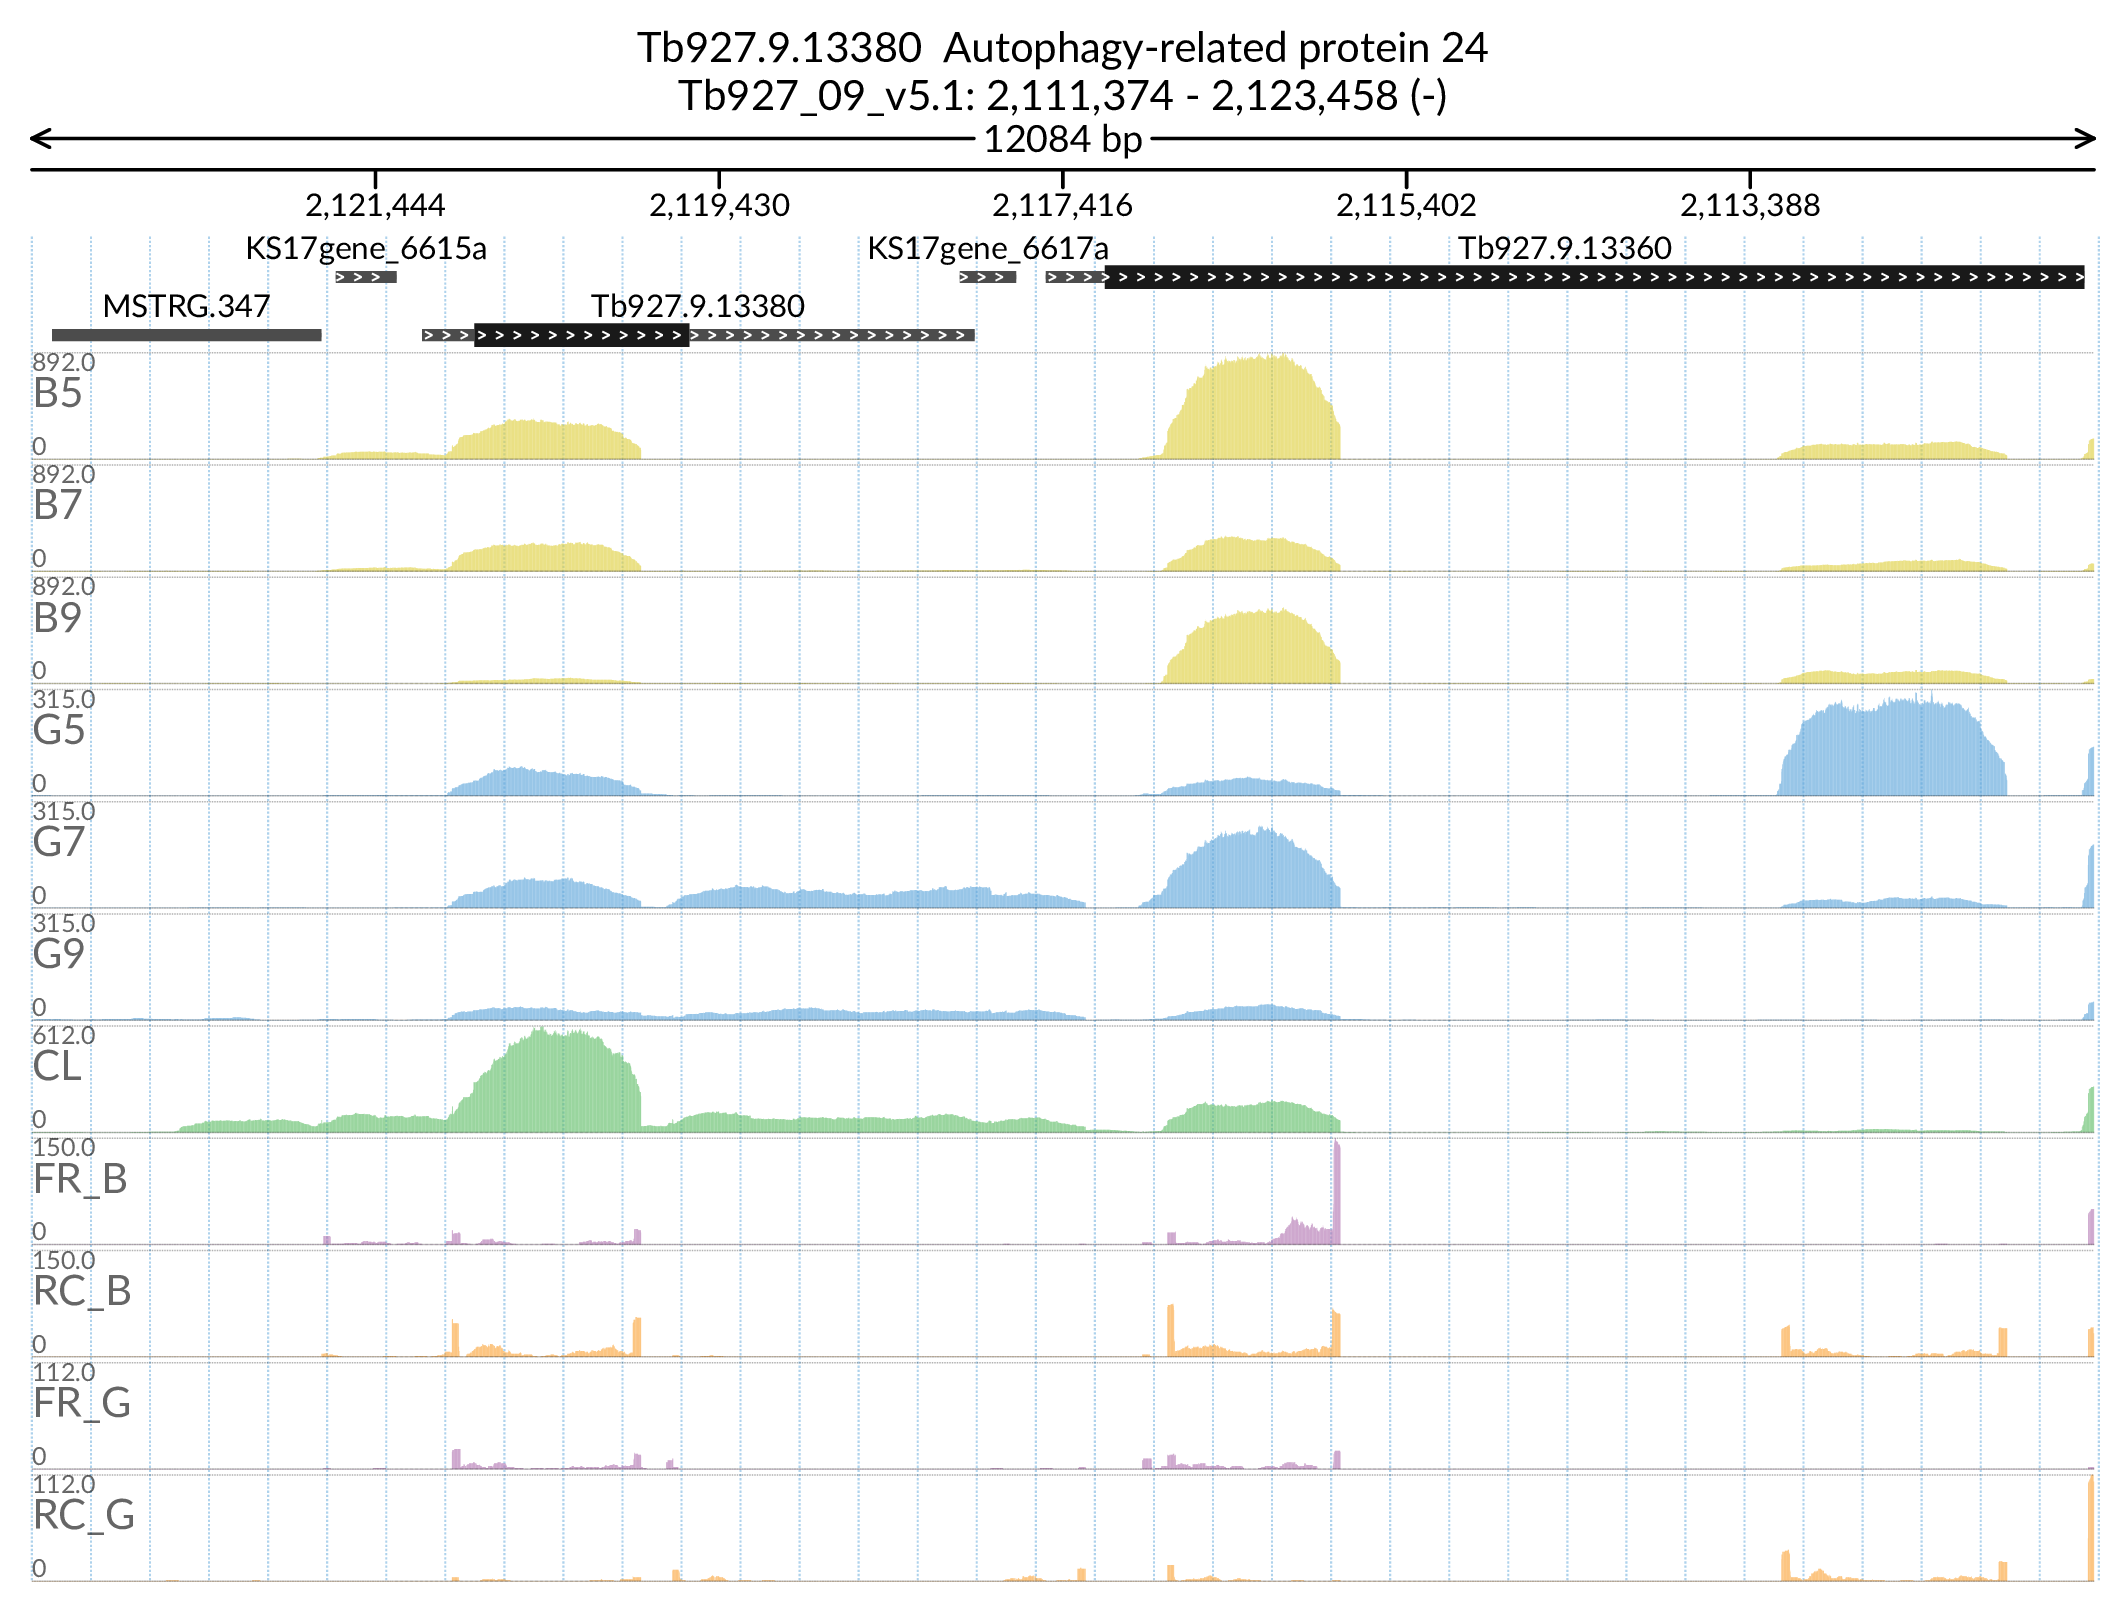 Tb927.9.13380 Autophagy-related protein 24
Tb927_09_v5.1: 2,111,374 - 2,123,458 (-)
12084 bp
2,121,444 2,119,430 2,117,416 2,115,402 2,113,388
KS17gene_6615a KS17gene_6617a Tb927.9.13360
MSTRG.347 Tb927.9.13380
892.0
B5
0
892.0
B7
0
892.0
B9
0
315.0
G5
0
315.0
G7
0
315.0
G9
0
612.0
CL
0
150.0
FR_B
0
150.0
RC_B
0
112.0
FR_G
0
112.0
RC_G
0